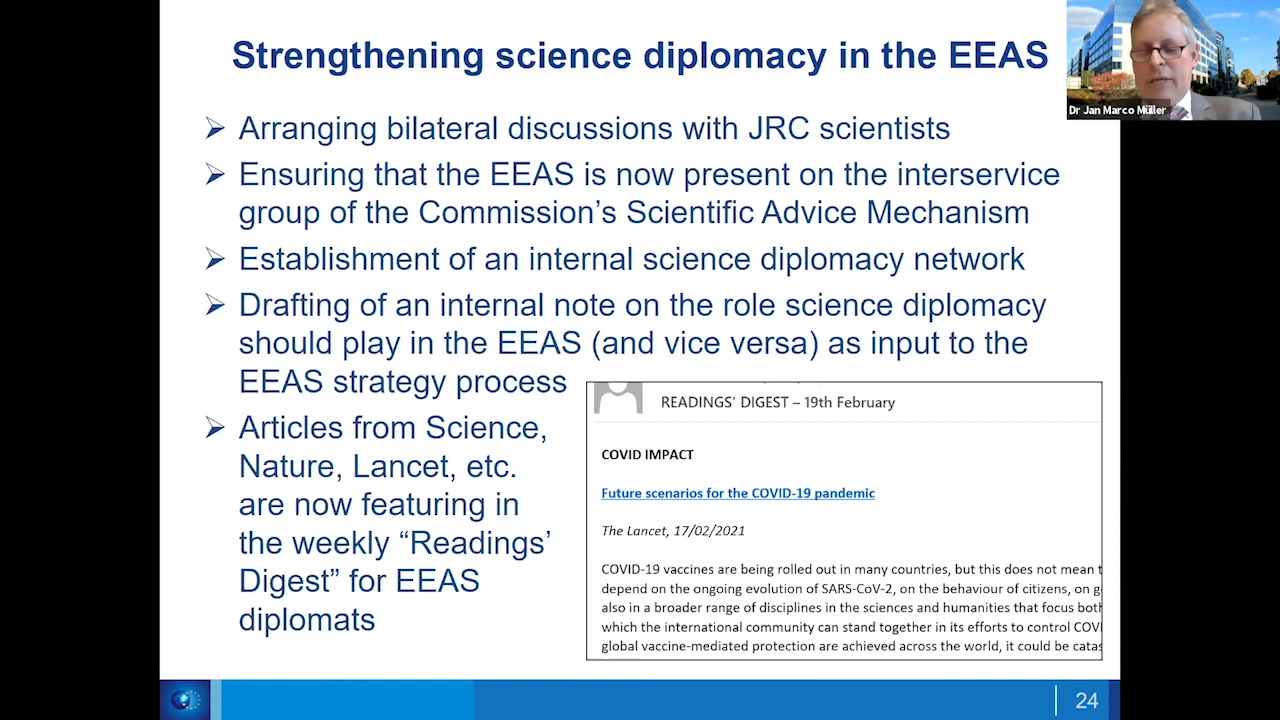 Strengthening science diplomacy in the EEAS
Dr Jan Marco Müller
Arranging bilateral discussions with JRC scientists
Ensuring that the EEAS is now present on the interservice
group of the Commission's Scientific Advice Mechanism
Establishment of an internal science diplomacy network
Drafting of an internal note on the role science diplomacy
should play in the EEAS (and vice versa) as input to the
EEAS strategy process
Articles from Science,
Nature, Lancet, etc.
are now featuring in
the weekly “Readings’
Digest” for EEAS
diplomats
READINGS’ DIGEST – 19th February
COVID IMPACT
Future scenarios for the COVID-19 pandemic
The Lancet, 17/02/2021
COVID-19 vaccines are being rolled out in many countries, but this does not mean
depend on the ongoing evolution of SARS-CoV-2, on the behaviour of citizens, on
also in a broader range of disciplines in the sciences and humanities that focus
which the international community can stand together in its efforts to control
global vaccine-mediated protection are achieved across the world, it could be
24